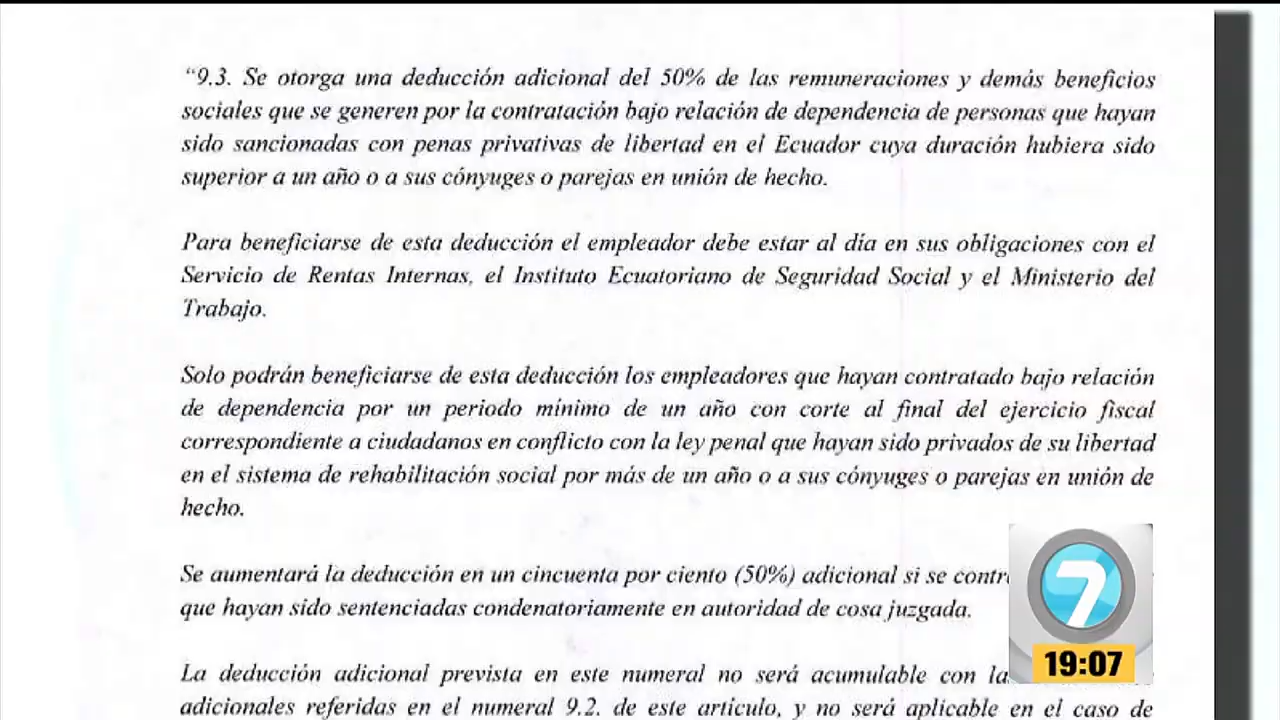 “9.3. Se otorga una deducción adicional del 50% de las remuneraciones y demás beneficios
sociales que se generen por la contratación bajo relación de dependencia de personas que hayan
sido sancionadas con penas privativas de libertad en el Ecuador cuya duración hubiera sido
superior a un año o a sus cónyuges o parejas en unión de hecho.
Para beneficiarse de esta deducción el empleador debe estar al día en sus obligaciones con el
Servicio de Rentas Internas, el Instituto Ecuatoriano de Seguridad Social y el Ministerio del
Trabajo.
Solo podrán beneficiarse de esta deducción los empleadores que hayan contratado bajo relación
de dependencia por un periodo mínimo de un año con corte al final del ejercicio fiscal
correspondiente a ciudadanos en conflicto con la ley penal que hayan sido privados de su libertad
en el sistema de rehabilitación social por más de un año o a sus cónyuges o parejas en unión de
hecho.
Se aumentará la deducción en un cincuenta por ciento (50%) adicional si se
que hayan sido sentenciadas condenatoriamente en autoridad de cosa juzgada.
La deducción adicional prevista en este numeral no será acumulable con
adicionales referidas en el numeral 9.2. de este articulo, y no será aplicable en el caso de
7
19:07